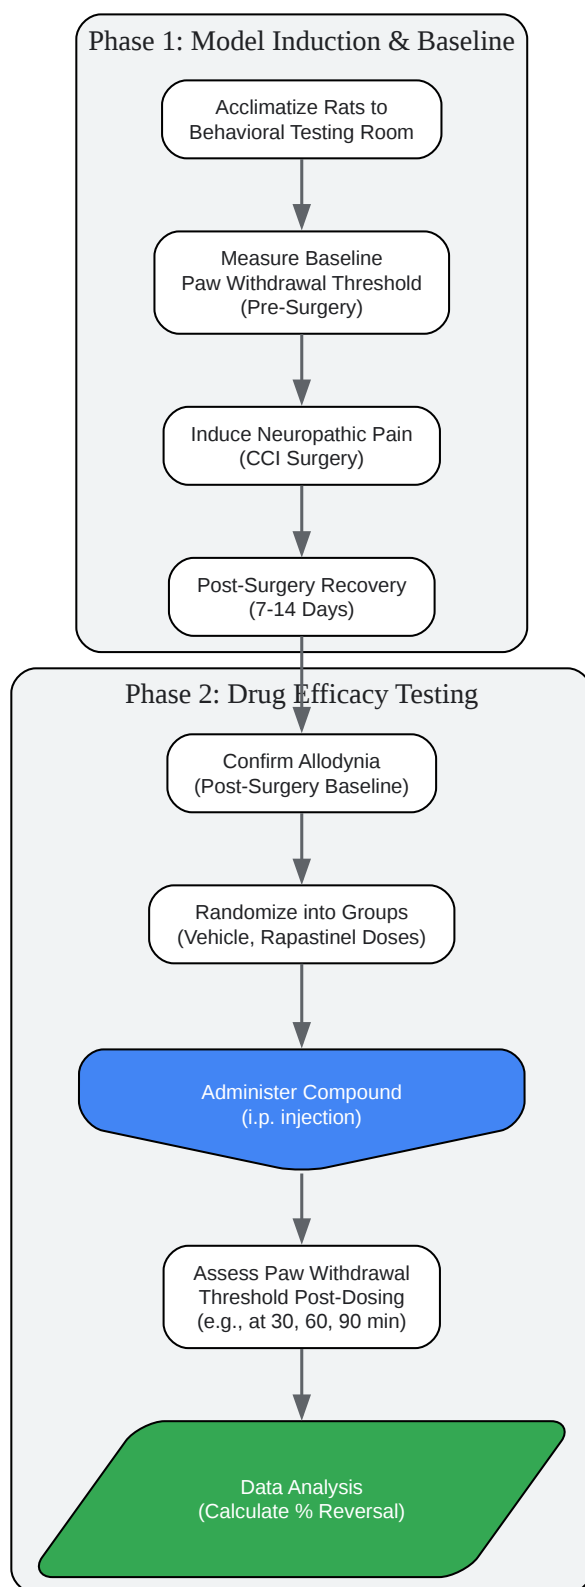 Phase 1: Model Induction & Baseline
Acclimatize Rats to
Behavioral Testing Room
Measure Baseline
Paw Withdrawal Threshold
(Pre-Surgery)
Induce Neuropathic Pain
(CCI Surgery)
Post-Surgery Recovery
(7-14 Days)
Phase 2: Drug Efficacy Testing
Confirm Allodynia
(Post-Surgery Baseline)
Randomize into Groups
(Vehicle, Rapastinel Doses)
Administer Compound
(i.p. injection)
Assess Paw Withdrawal
Threshold Post-Dosing
(e.g., at 30, 60, 90 min)
Data Analysis
(Calculate % Reversal)